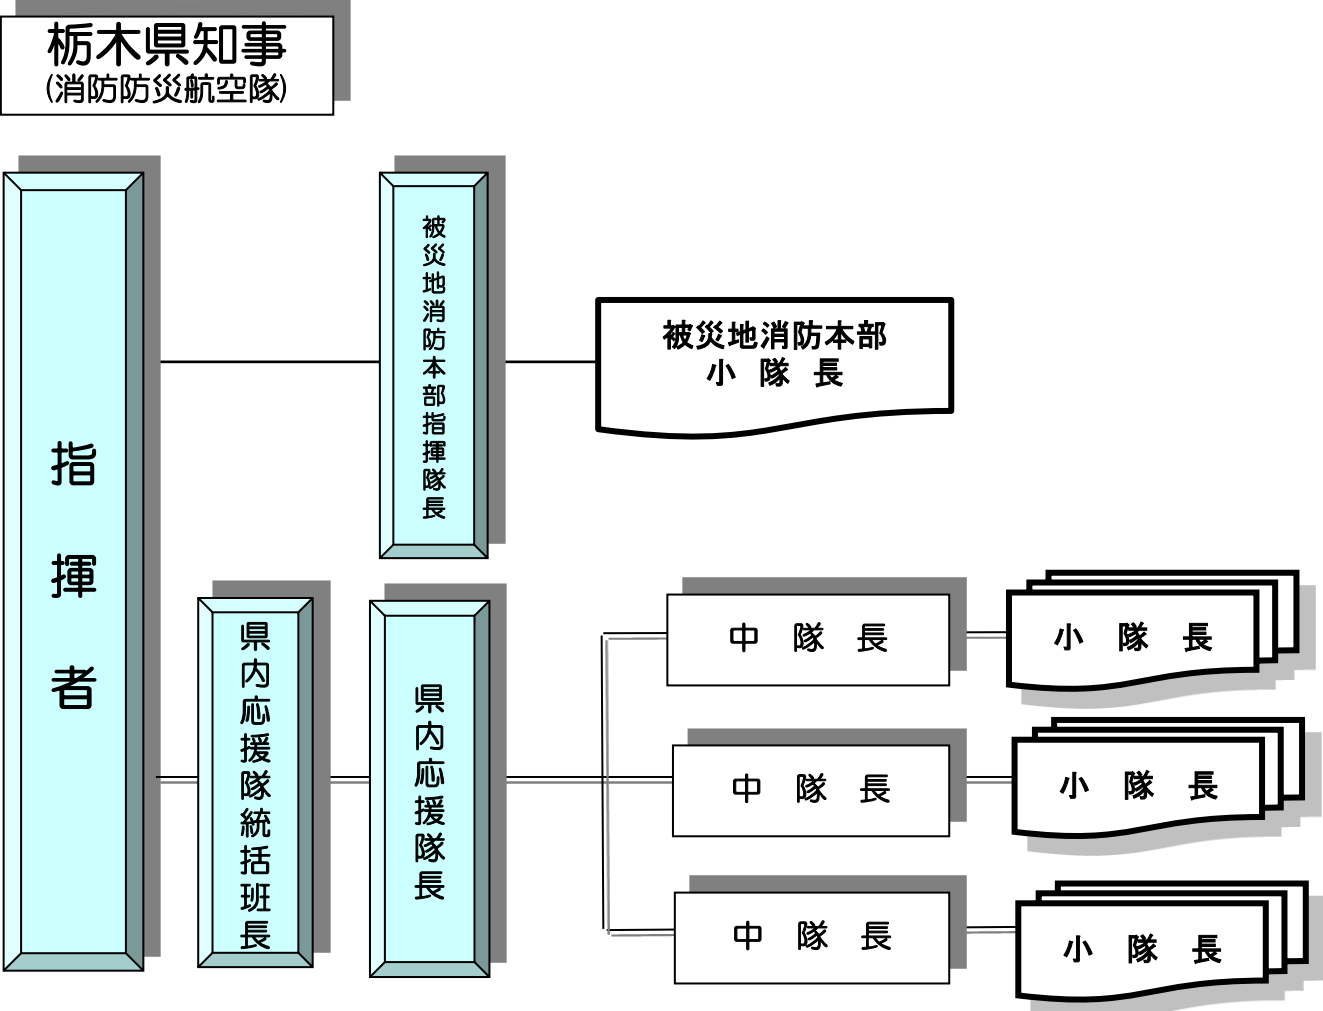 栃木県知事
(消防防災航空隊)
指揮者
被災地消防本部指揮隊長
被災地消防本部
小 隊 長
県内応援隊統括班長
県内応援隊長
中 隊 長
小 隊 長
中 隊 長
小 隊 長
中 隊 長
小 隊 長